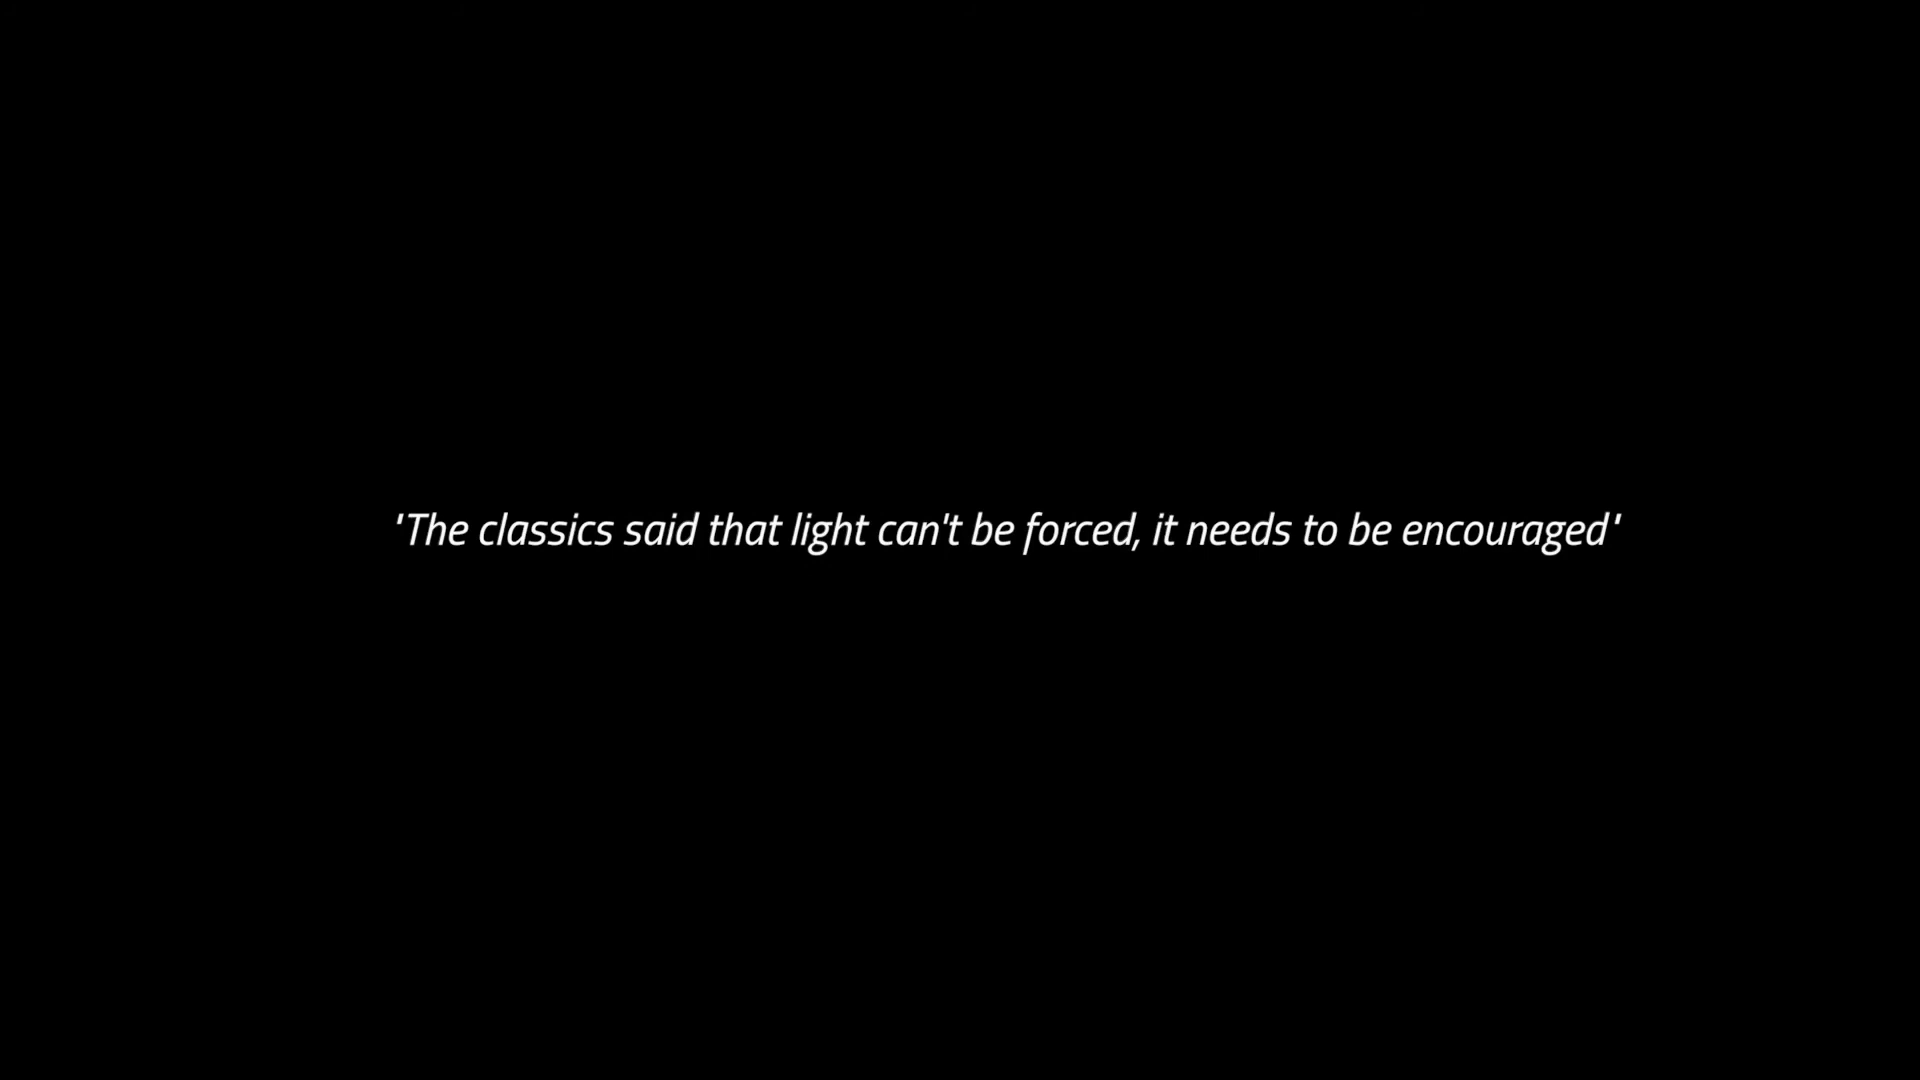 'The classics said that light can't be forced, it needs to be encouraged'